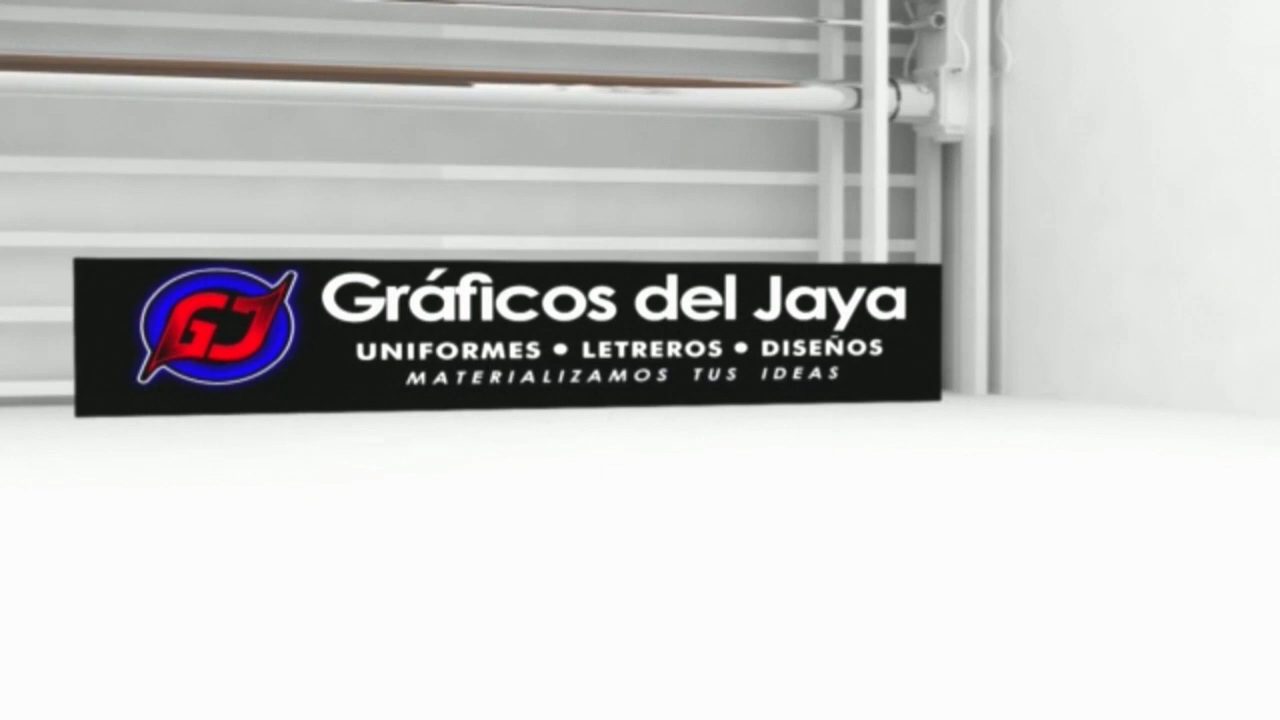 GJ
Gráficos del Jaya
UNIFORMES • LETREROS • DISEÑOS
MATERIALIZAMOS TUS IDEAS